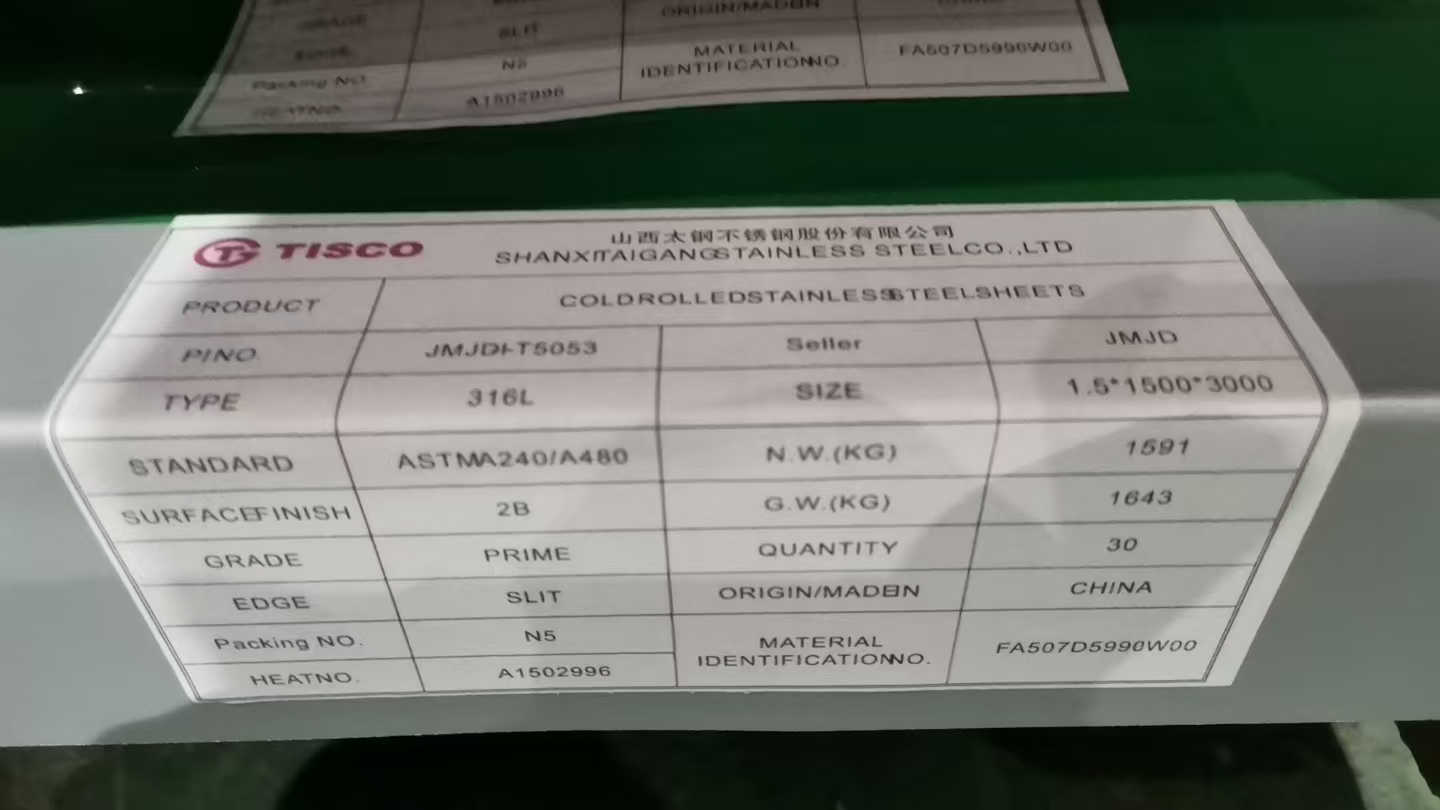 ORIGIN/MADEIN
GRADE SLIT
EDGE N5 MATERIAL FA507D5990W00
Packing NO. IDENTIFICATIONNO.
HEATNO. A1502996
TISCO 山西太钢不锈钢股份有限公司
SHANXITAIGANGSTAINLESS STEELCO.,LTD
PRODUCT COLDROLLEDSTAINLESSSTEELSHEETS
PINO. JMJDHT5053 Seller JMJD
TYPE 316L SIZE 1.5*1500*3000
STANDARD ASTMA240/A480 N.W.(KG) 1591
SURFACEFINISH 2B G.W.(KG) 1643
GRADE PRIME QUANTITY 30
EDGE SLIT ORIGIN/MADEIN CHINA
Packing NO. N5 MATERIAL FA507D5990W00
IDENTIFICATIONNO.
HEATNO. A1502996